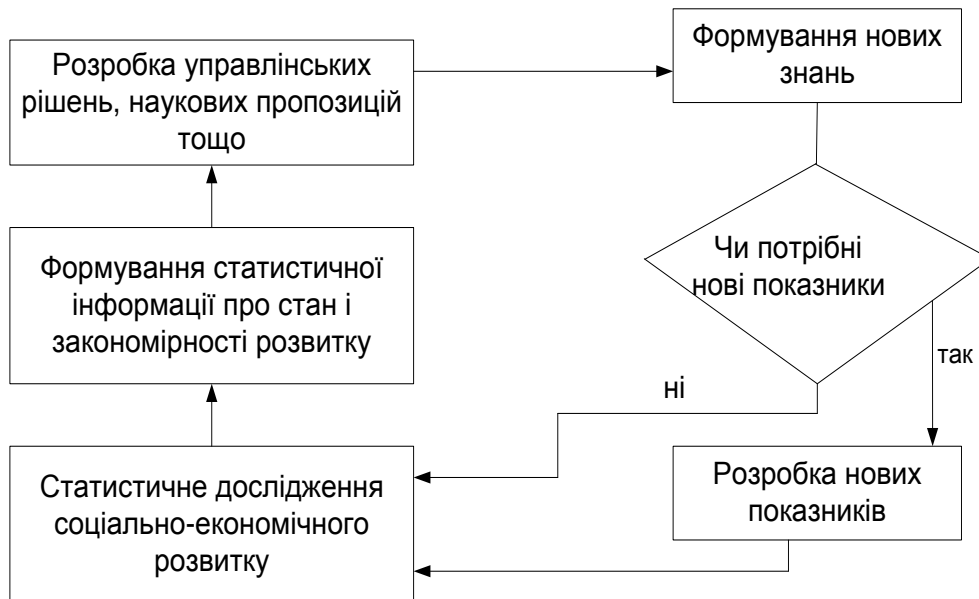 Розробка управлінських
рішень, наукових пропозицій
тощо
Формування нових
знань
Чи потрібні
нові показники
Формування статистичної
інформації про стан і
закономірності розвитку
так
ні
Статистичне дослідження
соціально-економічного
розвитку
Розробка нових
показників